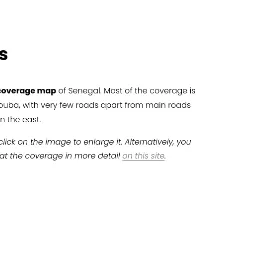 s
coverage map of Senegal. Most of the coverage is
ouba, with very few roads apart from main roads
n the east.
click on the image to enlarge it. Alternatively, you
at the coverage in more detail on this site.